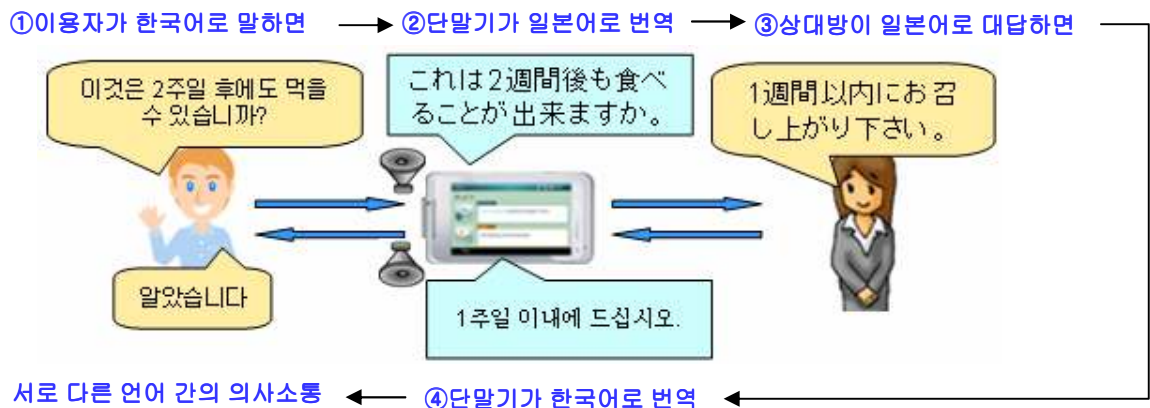 ①이용자가 한국어로 말하면
②단말기가 일본어로 번역
③상대방이 일본어로 대답하면
이것은 2주일 후에도 먹을
수 있습니까?
これは2週間後も食べ
ることが出来ますか。
1週間以内にお召
し上がり下さい。
알았습니다
1주일 이내에 드십시오.
서로 다른 언어 간의 의사소통
④단말기가 한국어로 번역